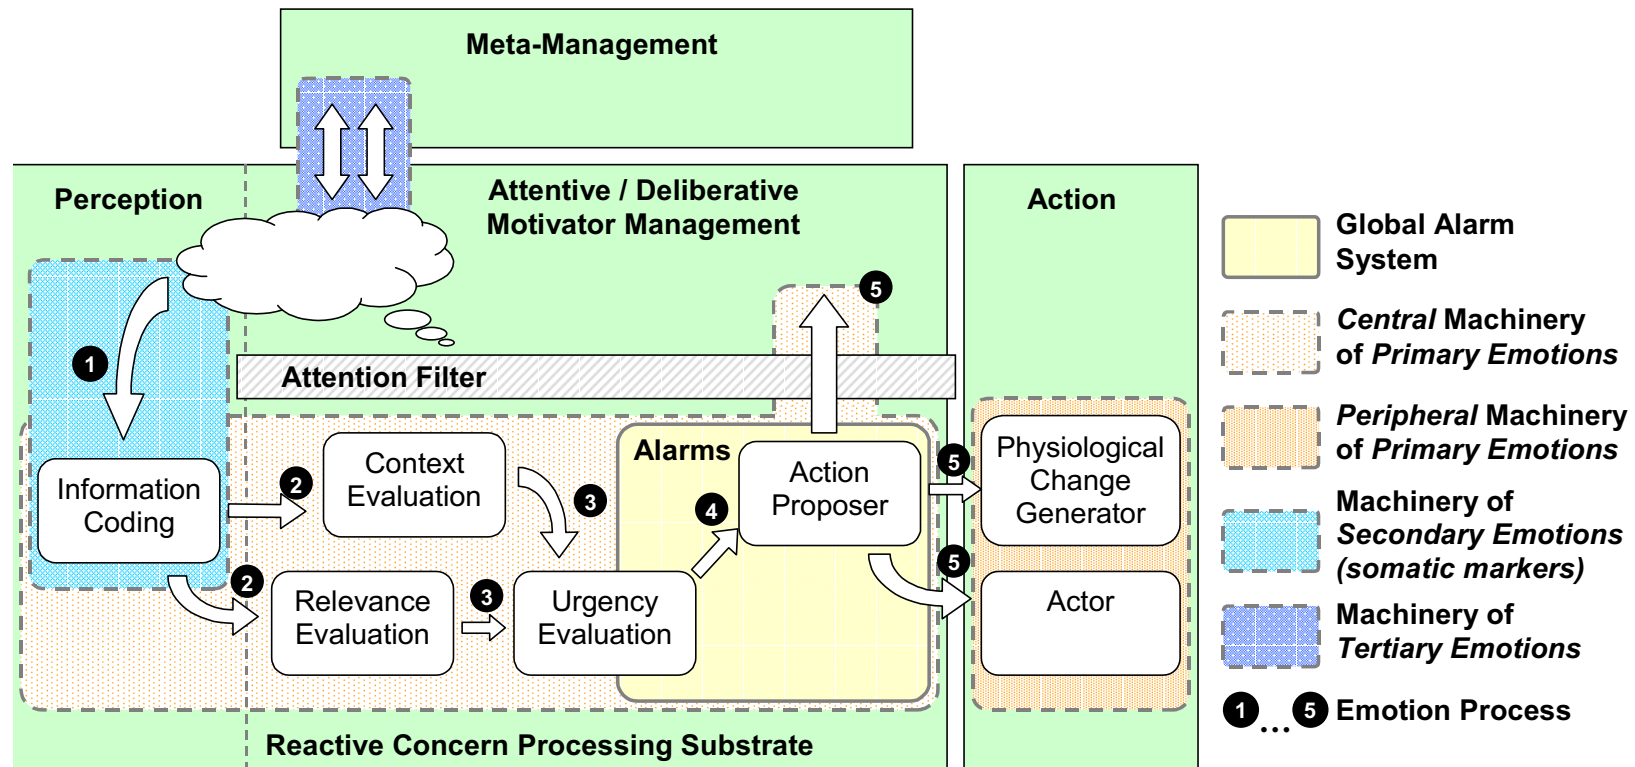 Meta-Management
Perception
Attentive / Deliberative
Motivator Management
Action
1
5
Attention Filter
Information
Coding
2
Context
Evaluation
3
Alarms
4
Action
Proposer
5
Physiological
Change
Generator
2
Relevance
Evaluation
3
Urgency
Evaluation
5
Actor
Reactive Concern Processing Substrate
Global Alarm
System
Central Machinery
of Primary Emotions
Peripheral Machinery
of Primary Emotions
Machinery of
Secondary Emotions
(somatic markers)
Machinery of
Tertiary Emotions
1 ... 5 Emotion Process